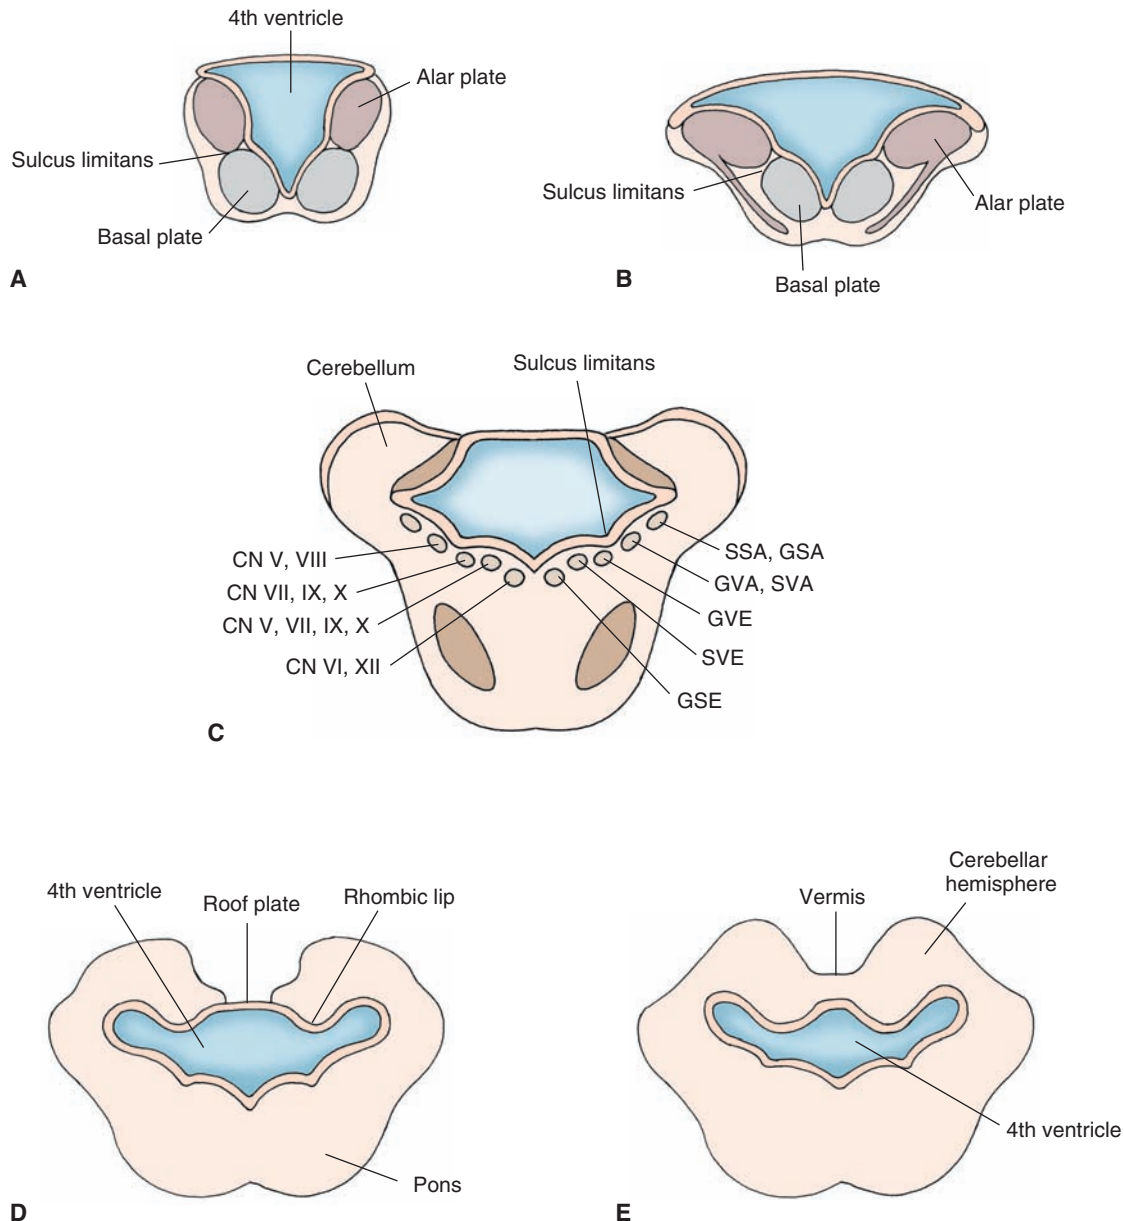 4th ventricle
Alar plate
Sulcus limitans
Basal plate
A
Sulcus limitans
Alar plate
Basal plate
B
Cerebellum
Sulcus limitans
CN V, VIII
CN VII, IX, X
CN V, VII, IX, X
CN VI, XII
SSA, GSA
GVA, SVA
GVE
SVE
GSE
C
4th ventricle
Roof plate
Rhombic lip
Pons
D
Vermis
Cerebellar
hemisphere
4th ventricle
E